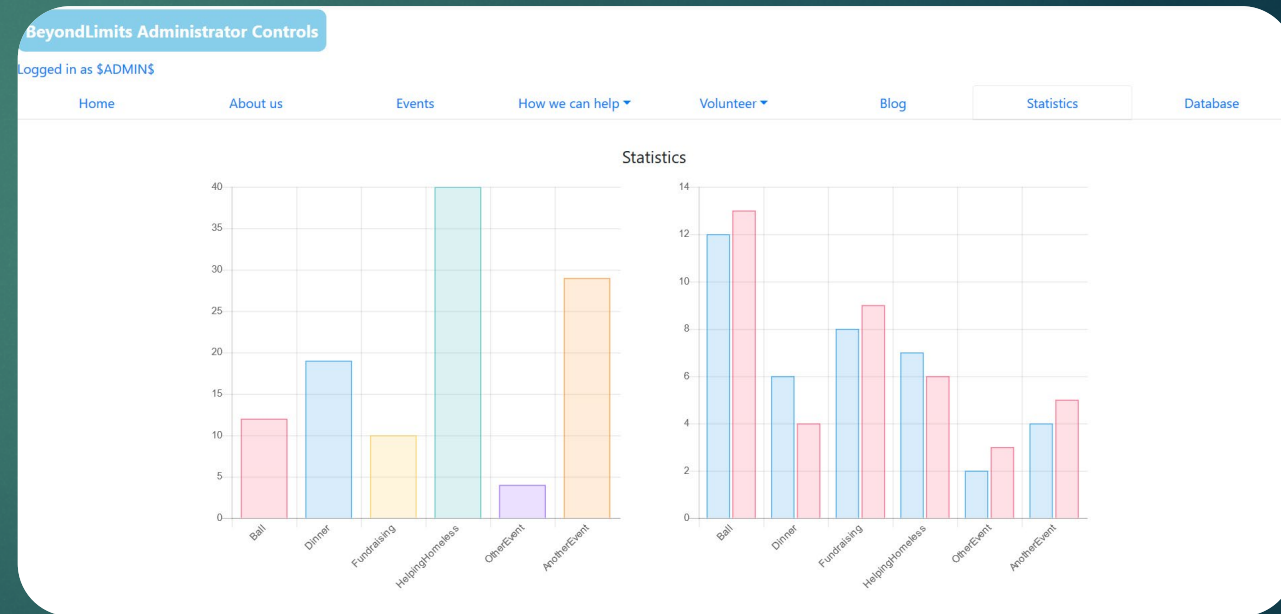 BeyondLimits Administrator Controls
Logged in as $ADMIN$
Home About us Events How we can help Volunteer Blog Statistics Database
Statistics
40
35
30
25
20
15
10
5
0
Ball Dinner Fundraising HelpingHomeless OtherEvent AnotherEvent
14
12
10
8
6
4
2
0
Ball Dinner Fundraising HelpingHomeless OtherEvent AnotherEvent